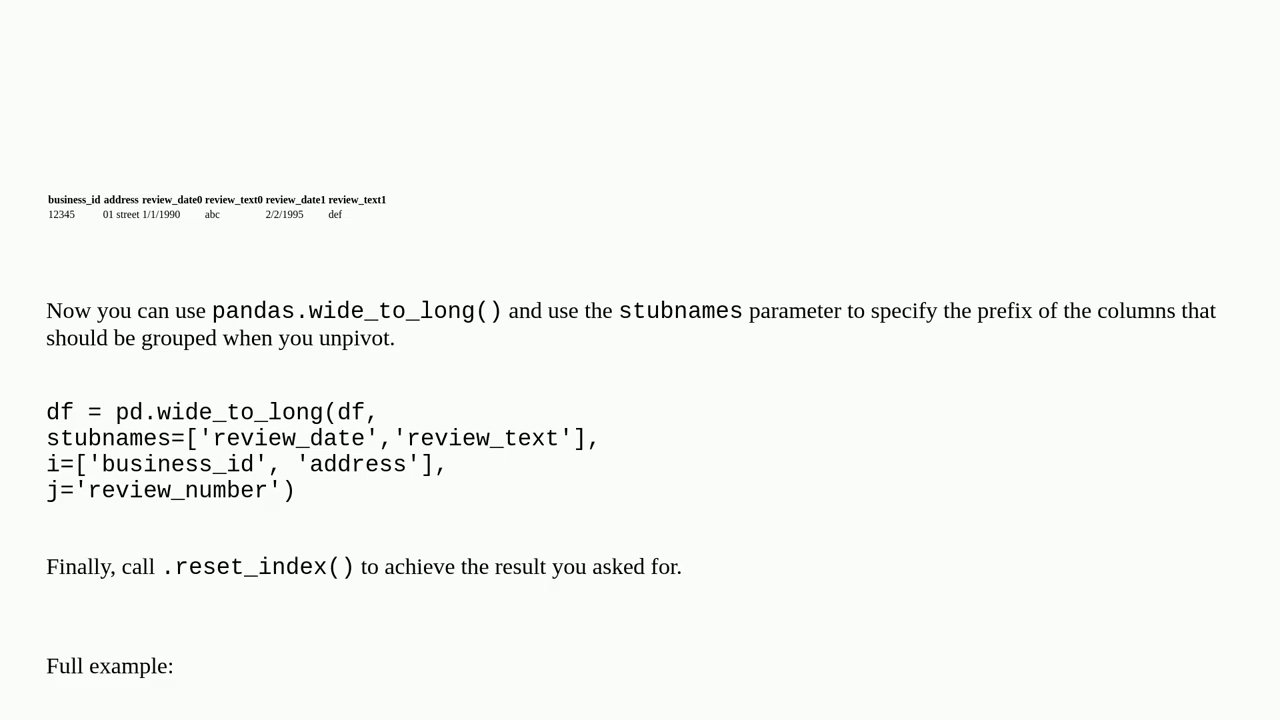 business_id address review_date0 review_text0 review_date1 review_text1
12345 01 street 1/1/1990 abc 2/2/1995 def
Now you can use pandas.wide_to_long() and use the stubnames parameter to specify the prefix of the columns that
should be grouped when you unpivot.
df = pd.wide_to_long(df,
stubnames=['review_date','review_text'],
i=['business_id', 'address'],
j='review_number')
Finally, call .reset_index() to achieve the result you asked for.
Full example: